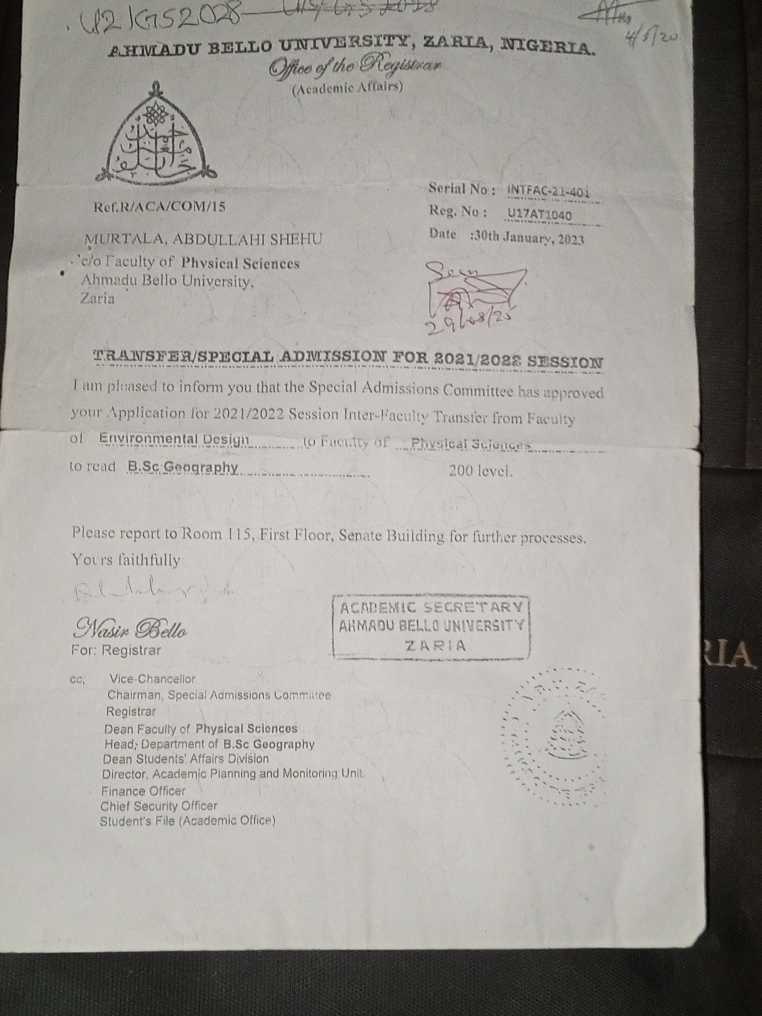 U21GS2028
4/5/20
AHMADU BELLO UNIVERSITY, ZARIA, NIGERIA.
Office of the Registrar
(Academic Affairs)
Serial No : INTFAC-21-401
Ref.R/ACA/COM/15
Reg. No : U17AT1040
Date :30th January, 2023
MURTALA, ABDULLAHI SHEHU
c/o Faculty of Physical Sciences
Ahmadu Bello University,
Zaria
Seen
TRANSFER/SPECIAL ADMISSION FOR 2021/2022 SESSION
I am pleased to inform you that the Special Admissions Committee has approved
your Application for 2021/2022 Session Inter-Faculty Transfer from Faculty
of Environmental Design to Faculty of Physical Sciences
to read B.Sc Geography 200 level.
Please report to Room 115, First Floor, Senate Building for further processes.
Yours faithfully
Nasir Bello
For: Registrar
ACADEMIC SECRETARY
AHMADU BELLO UNIVERSITY
ZARIA
cc, Vice-Chancellor
Chairman, Special Admissions Committee
Registrar
Dean Faculty of Physical Sciences
Head; Department of B.Sc Geography
Dean Students' Affairs Division
Director, Academic Planning and Monitoring Unit.
Finance Officer
Chief Security Officer
Student's File (Academic Office)
RIA